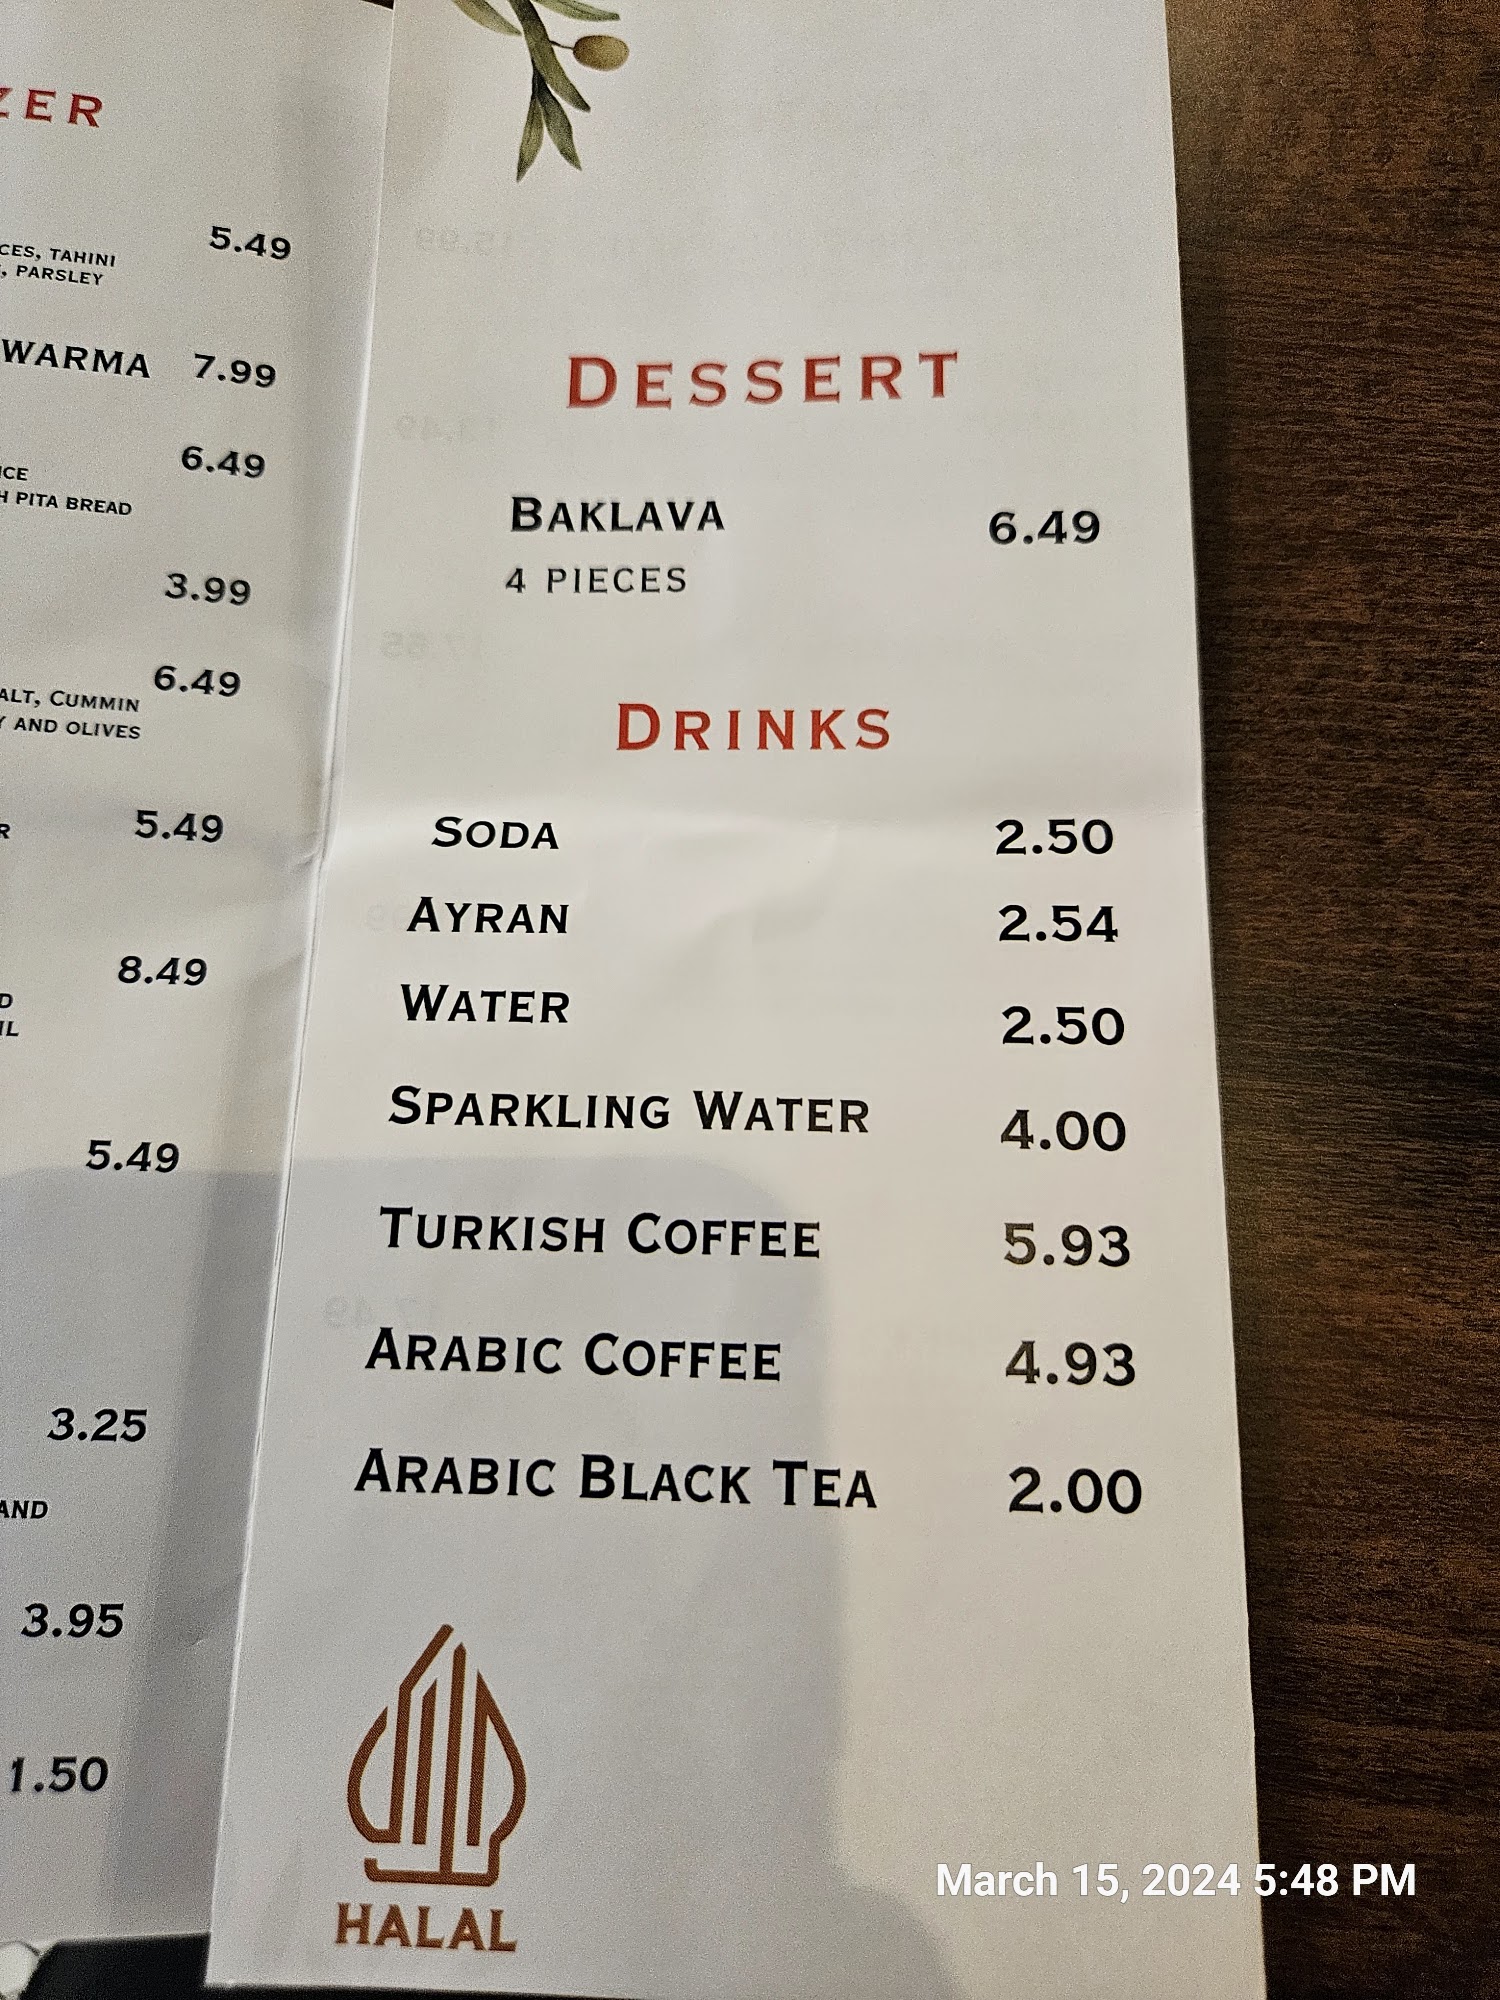 ZER
5.49
CES, TAHINI
, PARSLEY
WARMA 7.99
6.49
ICE
H PITA BREAD
3.99
6.49
ALT, CUMMIN
Y AND OLIVES
5.49
R
8.49
D
IL
5.49
3.25
AND
3.95
1.50
DESSERT
BAKLAVA 6.49
4 PIECES
DRINKS
SODA 2.50
AYRAN 2.54
WATER 2.50
SPARKLING WATER 4.00
TURKISH COFFEE 5.93
ARABIC COFFEE 4.93
ARABIC BLACK TEA 2.00
HALAL
March 15, 2024 5:48 PM